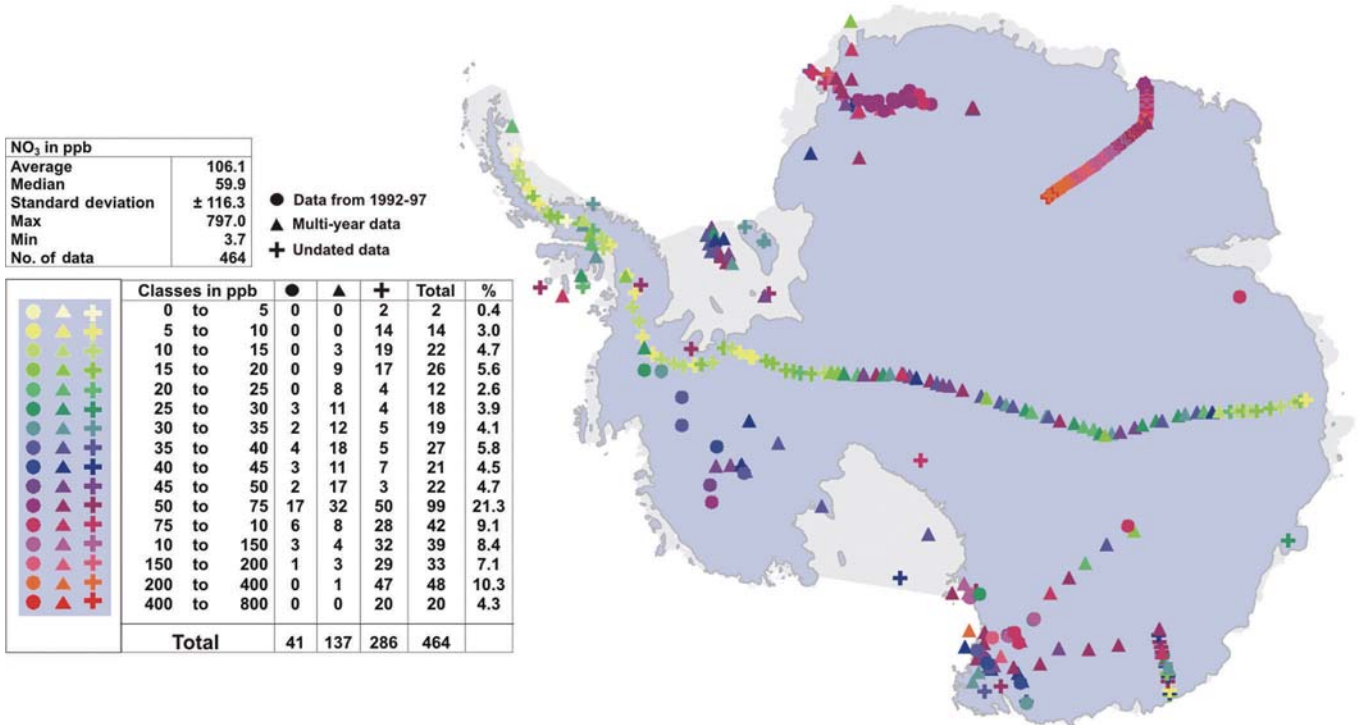 NO₃ in ppb
Average 106.1
Median 59.9
Standard deviation ± 116.3
Max 797.0
Min 3.7
No. of data 464
Data from 1992-97
Multi-year data
Undated data
Classes in ppb Total %
0 to 5 0 0 2 2 0.4
5 to 10 0 0 14 14 3.0
10 to 15 0 3 19 22 4.7
15 to 20 0 9 17 26 5.6
20 to 25 0 8 4 12 2.6
25 to 30 3 11 4 18 3.9
30 to 35 2 12 5 19 4.1
35 to 40 4 18 5 27 5.8
40 to 45 3 11 7 21 4.5
45 to 50 2 17 3 22 4.7
50 to 75 17 32 50 99 21.3
75 to 10 6 8 28 42 9.1
10 to 150 3 4 32 39 8.4
150 to 200 1 3 29 33 7.1
200 to 400 0 1 47 48 10.3
400 to 800 0 0 20 20 4.3
Total 41 137 286 464